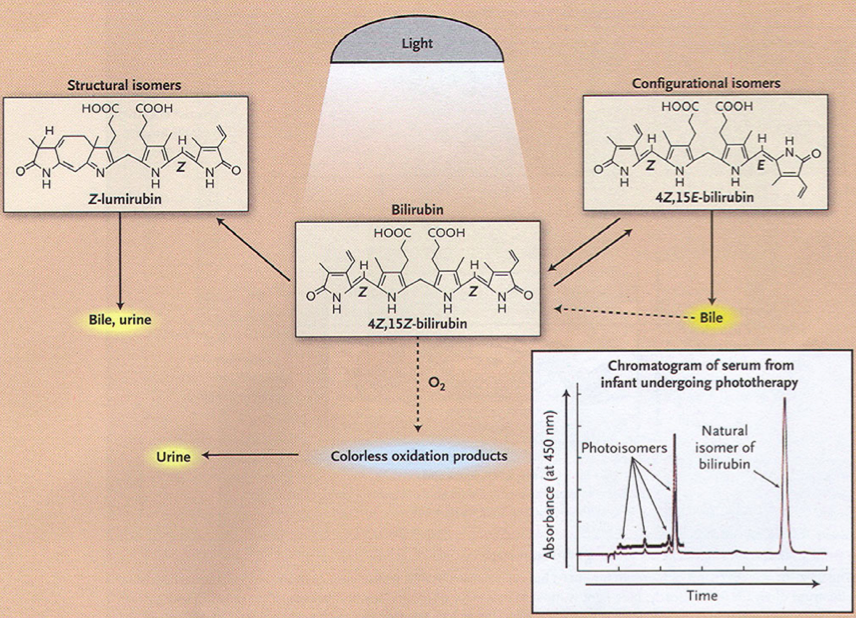 Light
Structural isomers
HOOC COOH
H
N
H
O
N
H
N
Z
N
H
O
Z-lumirubin
Configurational isomers
HOOC COOH
H
H
N
H
O
O
N
H
Z
N
H
N
H
E
4Z,15E-bilirubin
Bilirubin
HOOC COOH
H
H
O
N
H
Z
N
H
N
H
Z
N
H
O
4Z,15Z-bilirubin
Bile, urine
Bile
O2
Urine
Colorless oxidation products
Chromatogram of serum from
infant undergoing phototherapy
Absorbance (at 450 nm)
Photoisomers
Natural
isomer of
bilirubin
Time